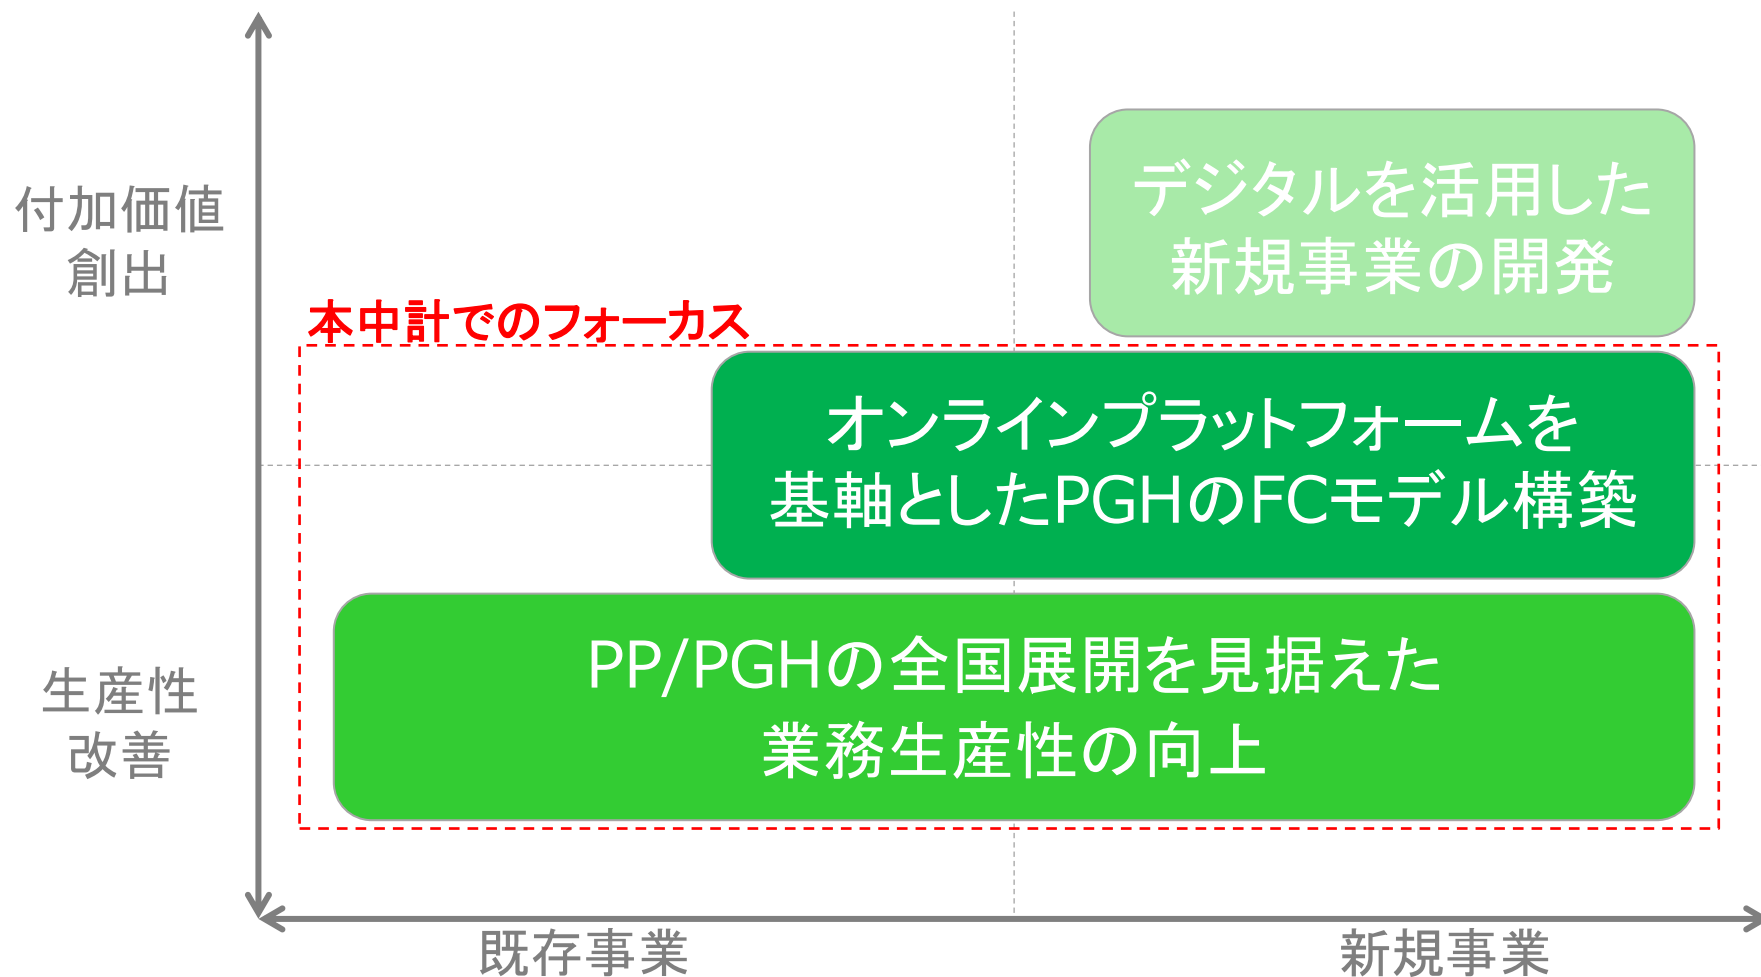 付加価値
創出
デジタルを活用した
新規事業の開発
本中計でのフォーカス
オンラインプラットフォームを
基軸としたPGHのFCモデル構築
PP/PGHの全国展開を見据えた
業務生産性の向上
生産性
改善
既存事業
新規事業